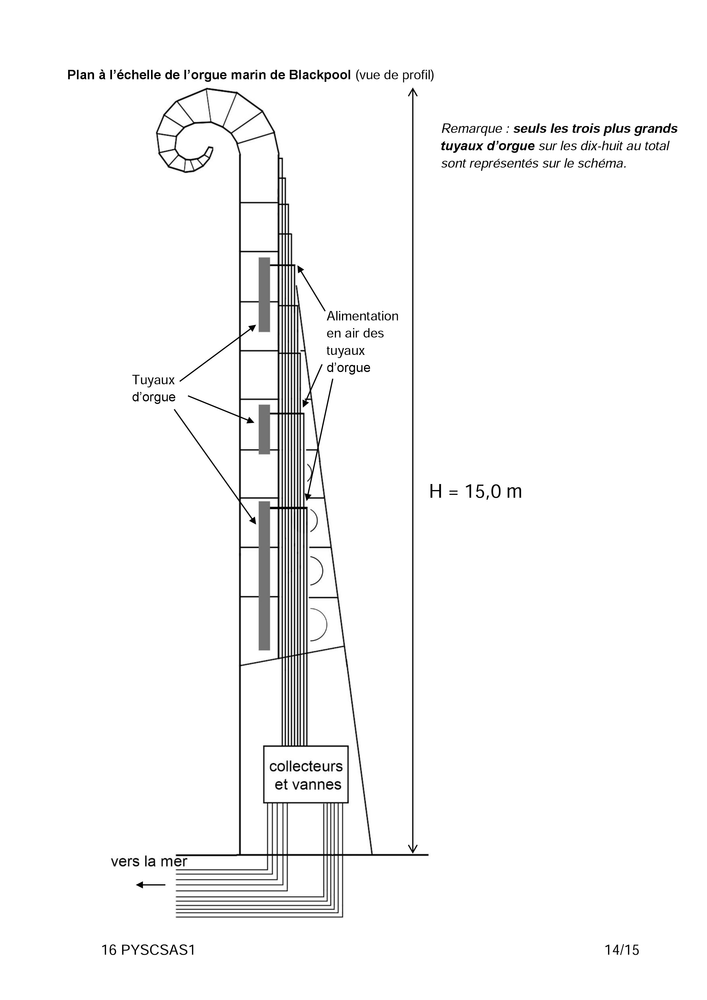 Plan à l’échelle de l’orgue marin de Blackpool (vue de profil)
Remarque : seuls les trois plus grands
tuyaux d’orgue sur les dix-huit au total
sont représentés sur le schéma.
Alimentation
en air des
tuyaux
d’orgue
Tuyaux
d’orgue
H = 15,0 m
collecteurs
et vannes
vers la mer
16 PYSCSAS1
14/15